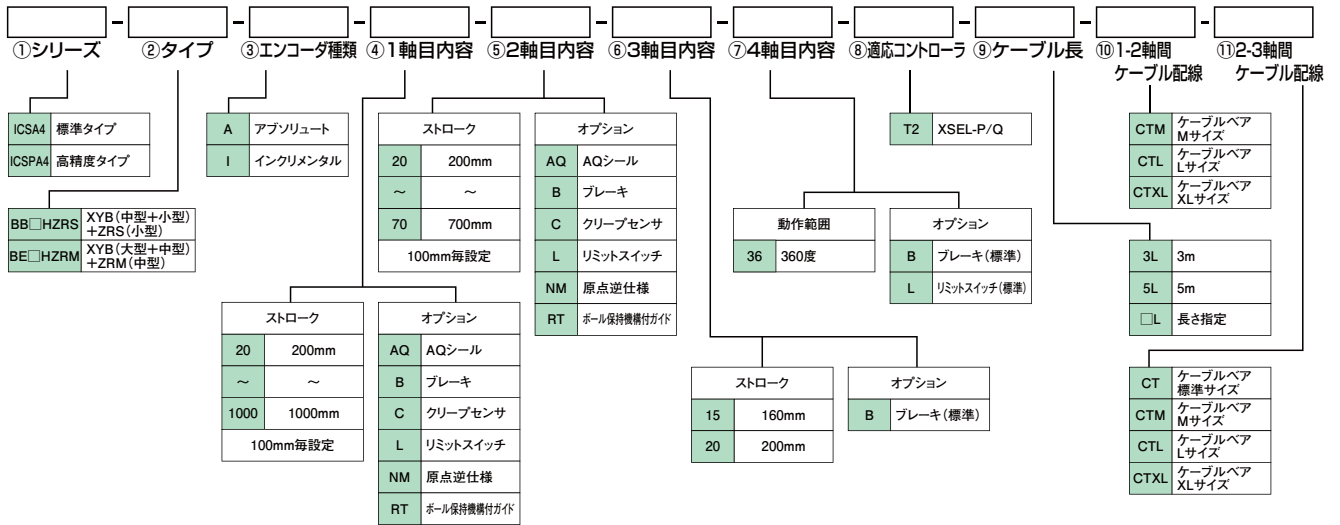 ①シリーズ
②タイプ
③エンコーダ種類
④1軸目内容
⑤2軸目内容
⑥3軸目内容
⑦4軸目内容
⑧適応コントローラ
⑨ケーブル長
⑩1-2軸間
ケーブル配線
⑪2-3軸間
ケーブル配線
ICSA4 標準タイプ
ICSPA4 高精度タイプ
BB□HZRS XYB(中型+小型)
+ZRS(小型)
BE□HZRM XYB(大型+中型)
+ZRM(中型)
A アブソリュート
I インクリメンタル
ストローク
20 200mm
～ ～
1000 1000mm
100mm毎設定
オプション
AQ AQシール
B ブレーキ
C クリープセンサ
L リミットスイッチ
NM 原点逆仕様
RT ボール保持機構付ガイド
ストローク
20 200mm
～ ～
70 700mm
100mm毎設定
オプション
AQ AQシール
B ブレーキ
C クリープセンサ
L リミットスイッチ
NM 原点逆仕様
RT ボール保持機構付ガイド
ストローク
15 160mm
20 200mm
オプション
B ブレーキ(標準)
動作範囲
36 360度
オプション
B ブレーキ(標準)
L リミットスイッチ(標準)
T2 XSEL-P/Q
3L 3m
5L 5m
□L 長さ指定
CTM ケーブルベア
Mサイズ
CTL ケーブルベア
Lサイズ
CTXL ケーブルベア
XLサイズ
CT ケーブルベア
標準サイズ
CTM ケーブルベア
Mサイズ
CTL ケーブルベア
Lサイズ
CTXL ケーブルベア
XLサイズ